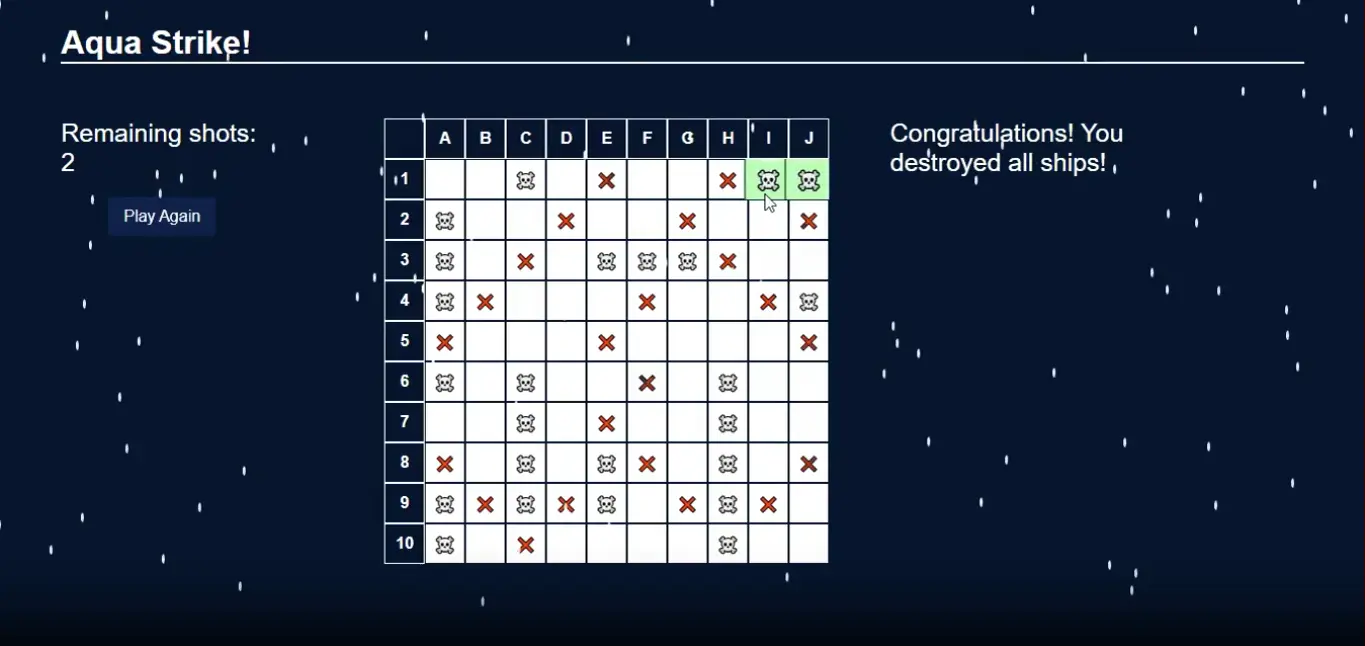 Aqua Strike!
Remaining shots:
2
Play Again
A B C D E F G H I J
1
2
3
4
5
6
7
8
9
10
Congratulations! You
destroyed all ships!